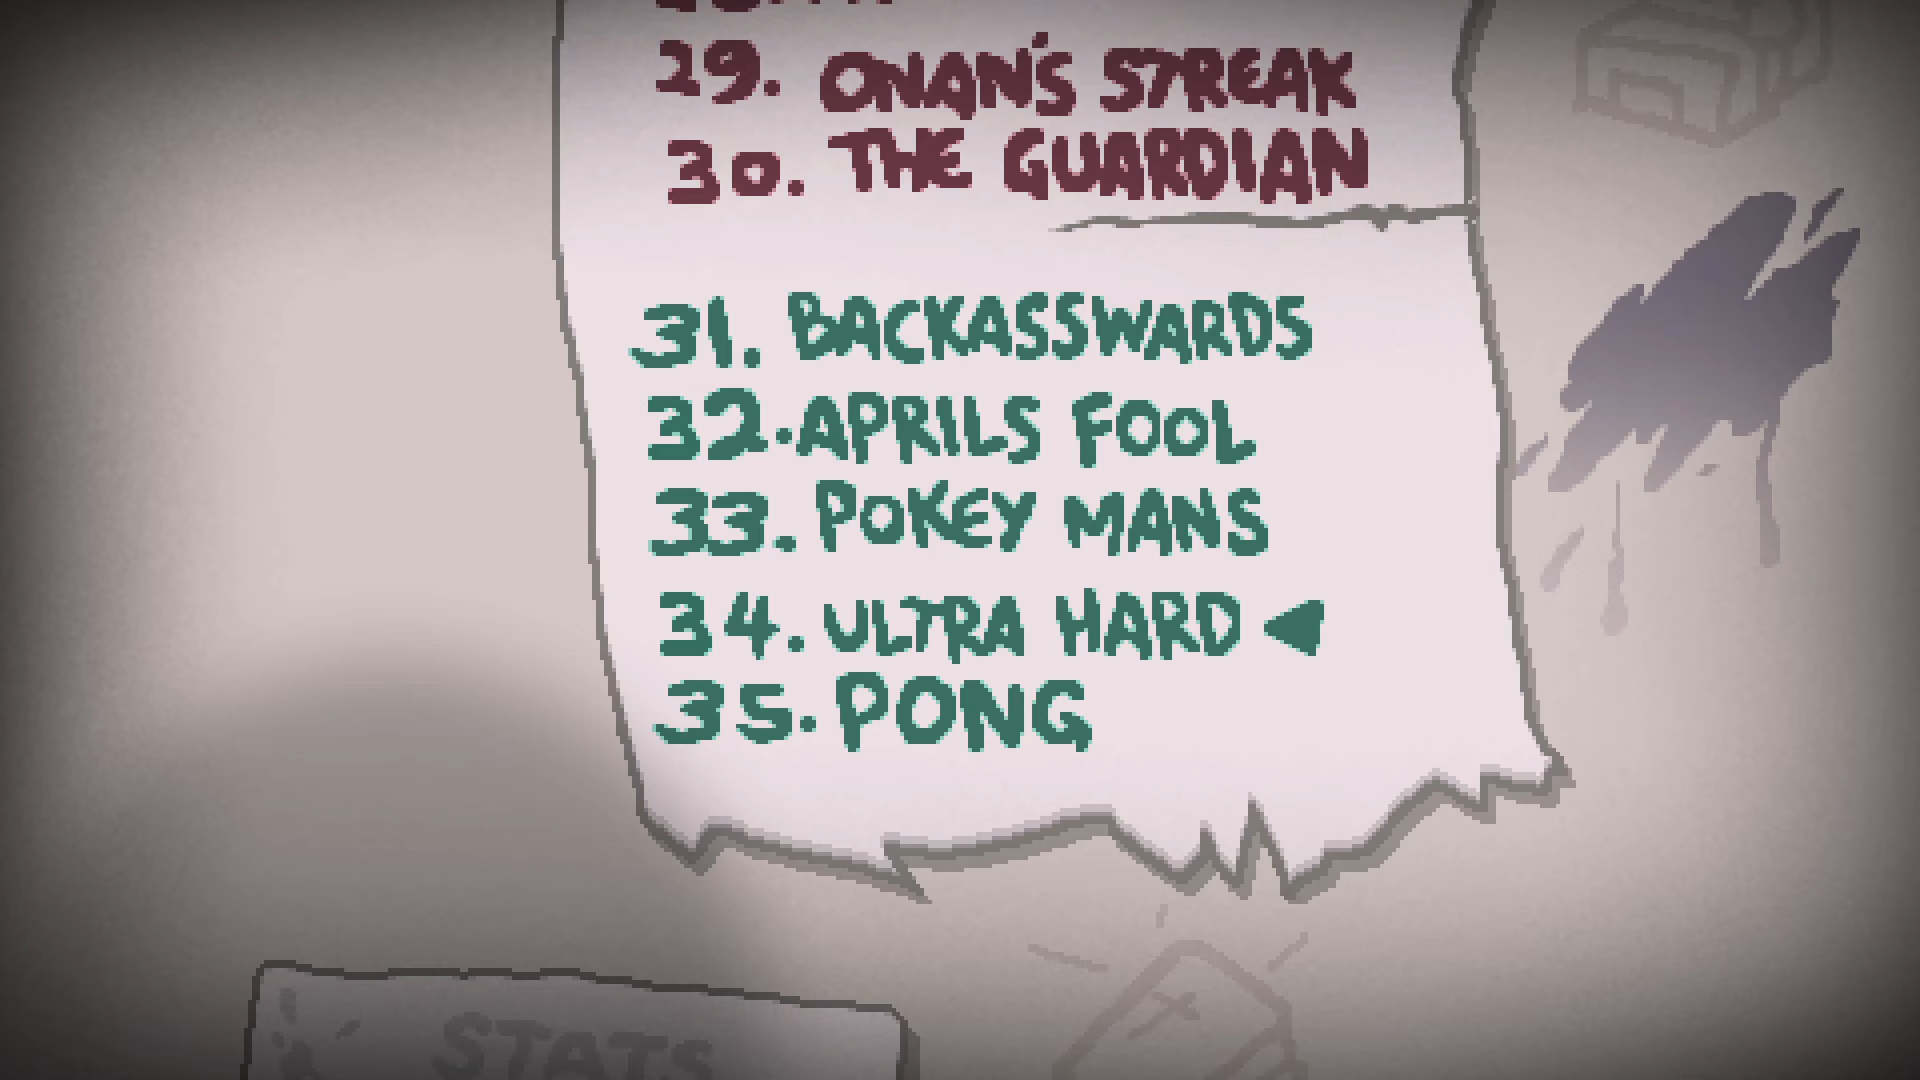 29. ONAN'S STREAK
30. THE GUARDIAN
31. BACKASSWARDS
32. APRILS FOOL
33. POKEY MANS
34. ULTRA HARD
35. PONG
STATS